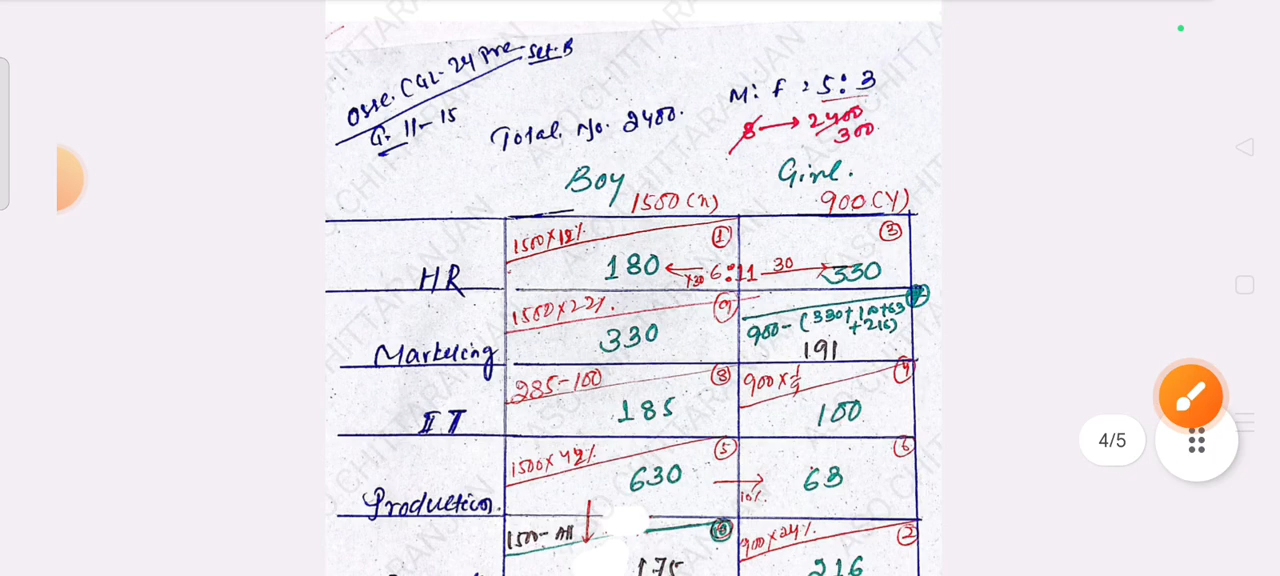 OSSC. CGL-24 Pre Set-B
Q. 11-15
Total. No. 2400.
M: F : 5:3
8 → 2400
300
Boy
1500(x)
Girl.
900(Y)
HR
1500×12%
①
180 ←×30 6:11 30→ 330
③
Marketing
1500×22%
⑨
330
900-(330+100+63
+216)
191
IT
285-100
⑧
185
900×1/9
④
100
Production.
1500×42%
⑤
630 → 10%
63
⑥
1500-All
⑩
175
900×24%
②
216
4/5
ASO CHITTARANJAN